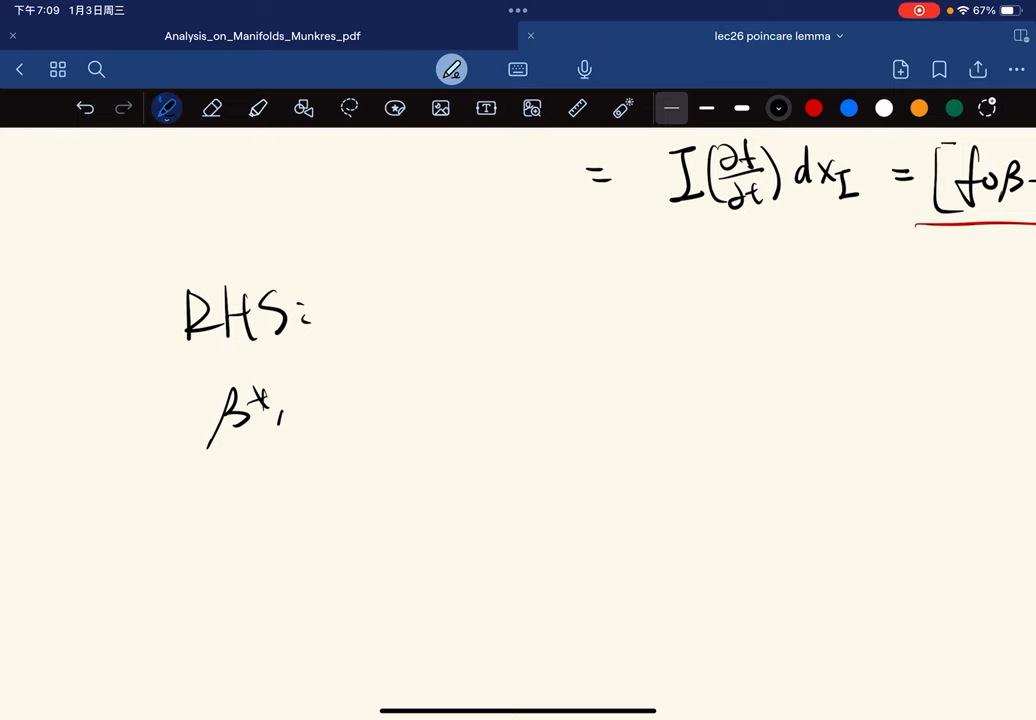 下午7:09 1月3日周三
67%
Analysis_on_Manifolds_Munkres_pdf
lec26 poincare lemma
= I(∂f/∂t) dx_I = [f∘β -
RHS:
β*